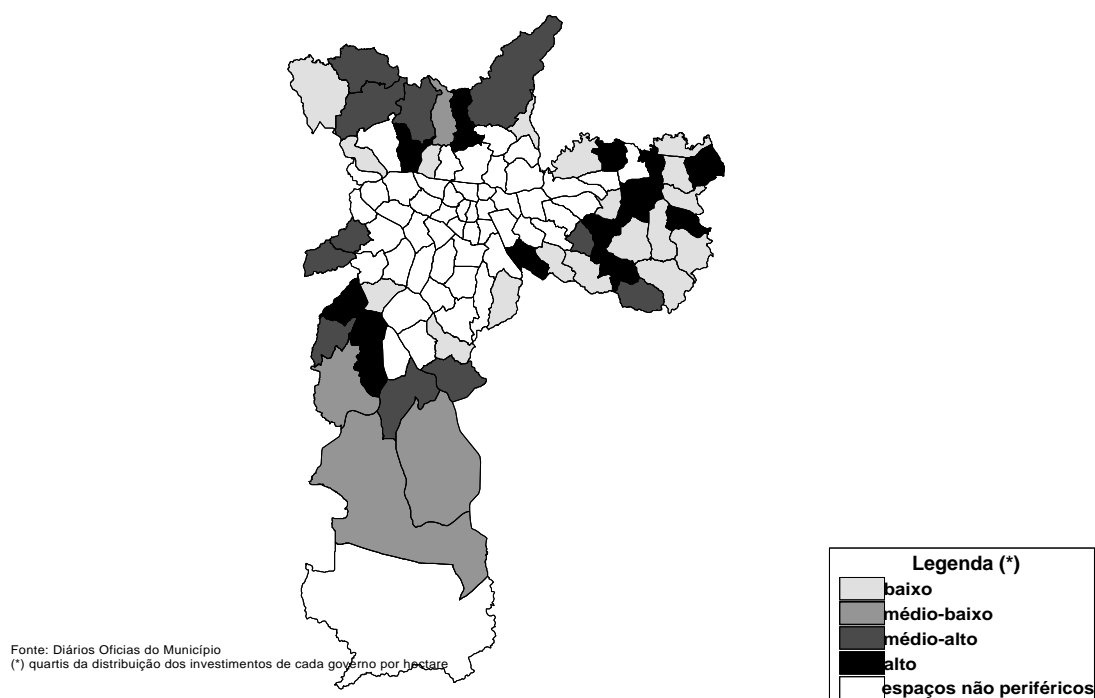 Legenda (*)
baixo
médio-baixo
médio-alto
alto
espaços não periféricos
Fonte: Diários Oficias do Município
(*) quartis da distribuição dos investimentos de cada governo por hectare